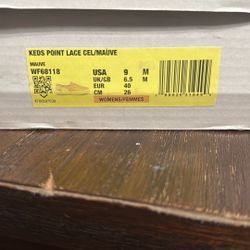 KEDS POINT LACE CEL/MAUVE
MAUVE
WF68118
USA 9 M
UK/GB 6.5 M
EUR 40
CM 26
WOMENS/FEMMES